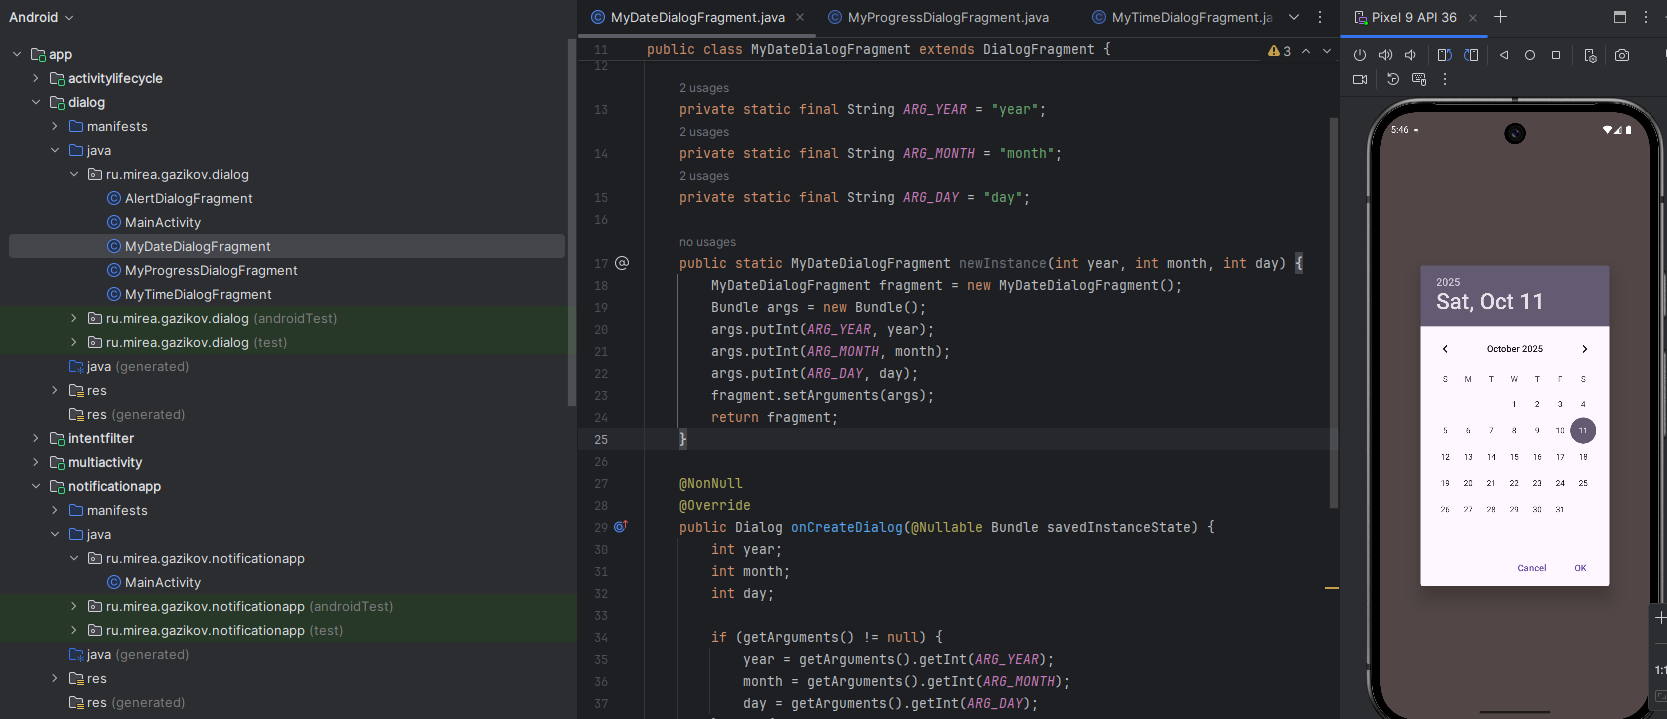 Android
app
activitylifecycle
dialog
manifests
java
ru.mirea.gazikov.dialog
AlertDialogFragment
MainActivity
MyDateDialogFragment
MyProgressDialogFragment
MyTimeDialogFragment
ru.mirea.gazikov.dialog (androidTest)
ru.mirea.gazikov.dialog (test)
java (generated)
res
res (generated)
intentfilter
multiactivity
notificationapp
manifests
java
ru.mirea.gazikov.notificationapp
MainActivity
ru.mirea.gazikov.notificationapp (androidTest)
ru.mirea.gazikov.notificationapp (test)
java (generated)
res
res (generated)
MyDateDialogFragment.java MyProgressDialogFragment.java MyTimeDialogFragment.ja
11 public class MyDateDialogFragment extends DialogFragment { 3
12
2 usages
13 private static final String ARG_YEAR = "year";
2 usages
14 private static final String ARG_MONTH = "month";
2 usages
15 private static final String ARG_DAY = "day";
16
no usages
17 @ public static MyDateDialogFragment newInstance(int year, int month, int day) {
18 MyDateDialogFragment fragment = new MyDateDialogFragment();
19 Bundle args = new Bundle();
20 args.putInt(ARG_YEAR, year);
21 args.putInt(ARG_MONTH, month);
22 args.putInt(ARG_DAY, day);
23 fragment.setArguments(args);
24 return fragment;
25 }
26
27 @NonNull
28 @Override
29 public Dialog onCreateDialog(@Nullable Bundle savedInstanceState) {
30 int year;
31 int month;
32 int day;
33
34 if (getArguments() != null) {
35 year = getArguments().getInt(ARG_YEAR);
36 month = getArguments().getInt(ARG_MONTH);
37 day = getArguments().getInt(ARG_DAY);
Pixel 9 API 36
5:46
2025
Sat, Oct 11
October 2025
S M T W T F S
1 2 3 4
5 6 7 8 9 10 11
12 13 14 15 16 17 18
19 20 21 22 23 24 25
26 27 28 29 30 31
Cancel OK
1:1